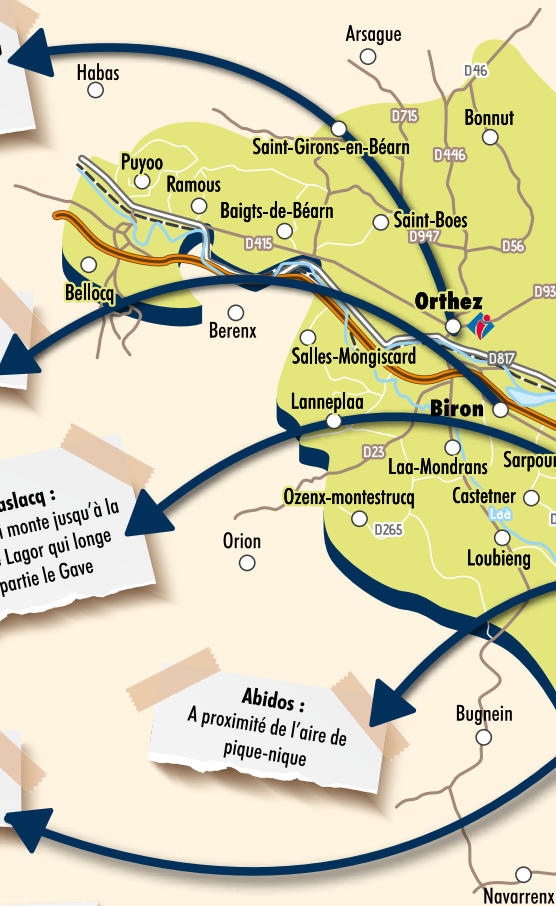 Arsague
Habas
D46
D715
Bonnut
Saint-Girons-en-Béarn
D446
Puyoo
Ramous
Baigts-de-Béarn
Saint-Boes
D947
D415
D56
Bellocq
D93
Orthez
Berenx
Salles-Mongiscard
D817
Lanneplaa
Biron
D23
Laa-Mondrans
Sarpour
Ozenx-montestrucq
Castetner
D265
Laà
Orion
Loubieng
aslacq :
i monte jusqu'à la
Lagor qui longe
partie le Gave
Abidos :
A proximité de l'aire de
pique-nique
Bugnein
Navarrenx